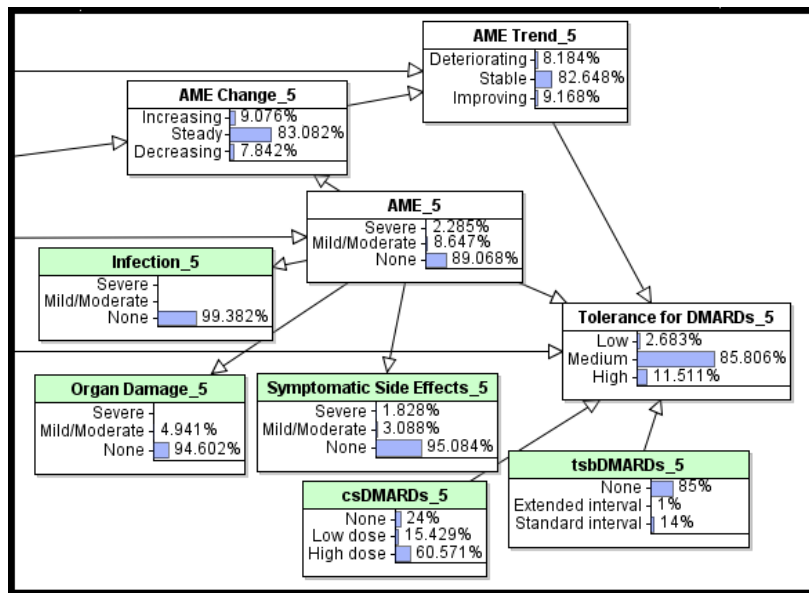 AME Trend_5
Deteriorating 8.184%
Stable 82.648%
Improving 9.168%
AME Change_5
Increasing 9.076%
Steady 83.082%
Decreasing 7.842%
AME_5
Severe 2.285%
Mild/Moderate 8.647%
None 89.068%
Infection_5
Severe
Mild/Moderate
None 99.382%
Tolerance for DMARDs_5
Low 2.683%
Medium 85.806%
High 11.511%
Organ Damage_5
Severe
Mild/Moderate 4.941%
None 94.602%
Symptomatic Side Effects_5
Severe 1.828%
Mild/Moderate 3.088%
None 95.084%
csDMARDs_5
None 24%
Low dose 15.429%
High dose 60.571%
tsbDMARDs_5
None 85%
Extended interval 1%
Standard interval 14%